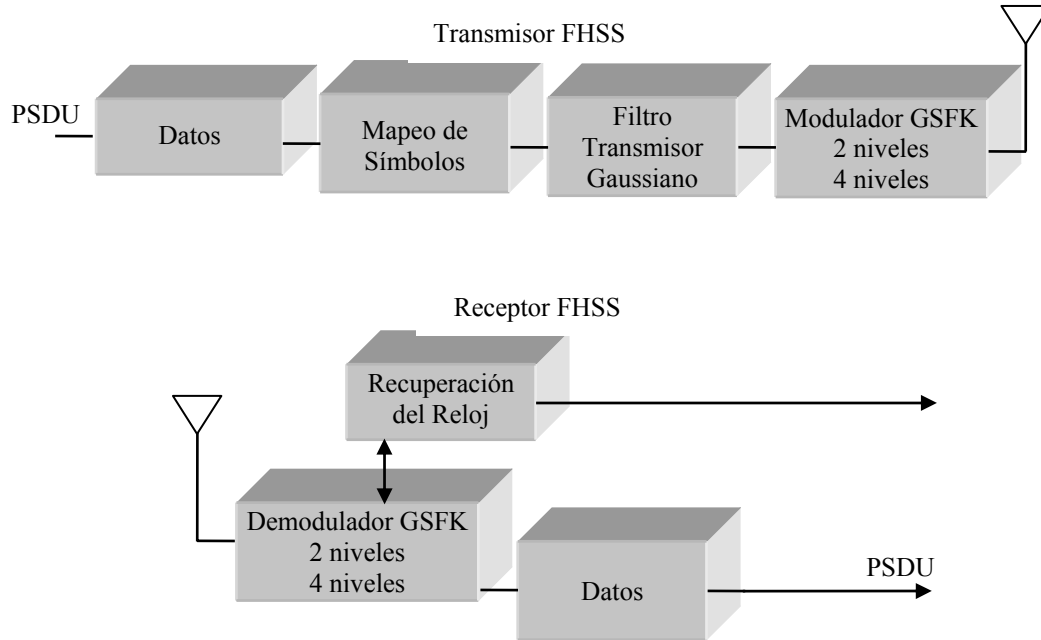 Transmisor FHSS
PSDU
Datos
Mapeo de
Símbolos
Filtro
Transmisor
Gaussiano
Modulador GSFK
2 niveles
4 niveles
Receptor FHSS
Recuperación
del Reloj
Demodulador GSFK
2 niveles
4 niveles
Datos
PSDU